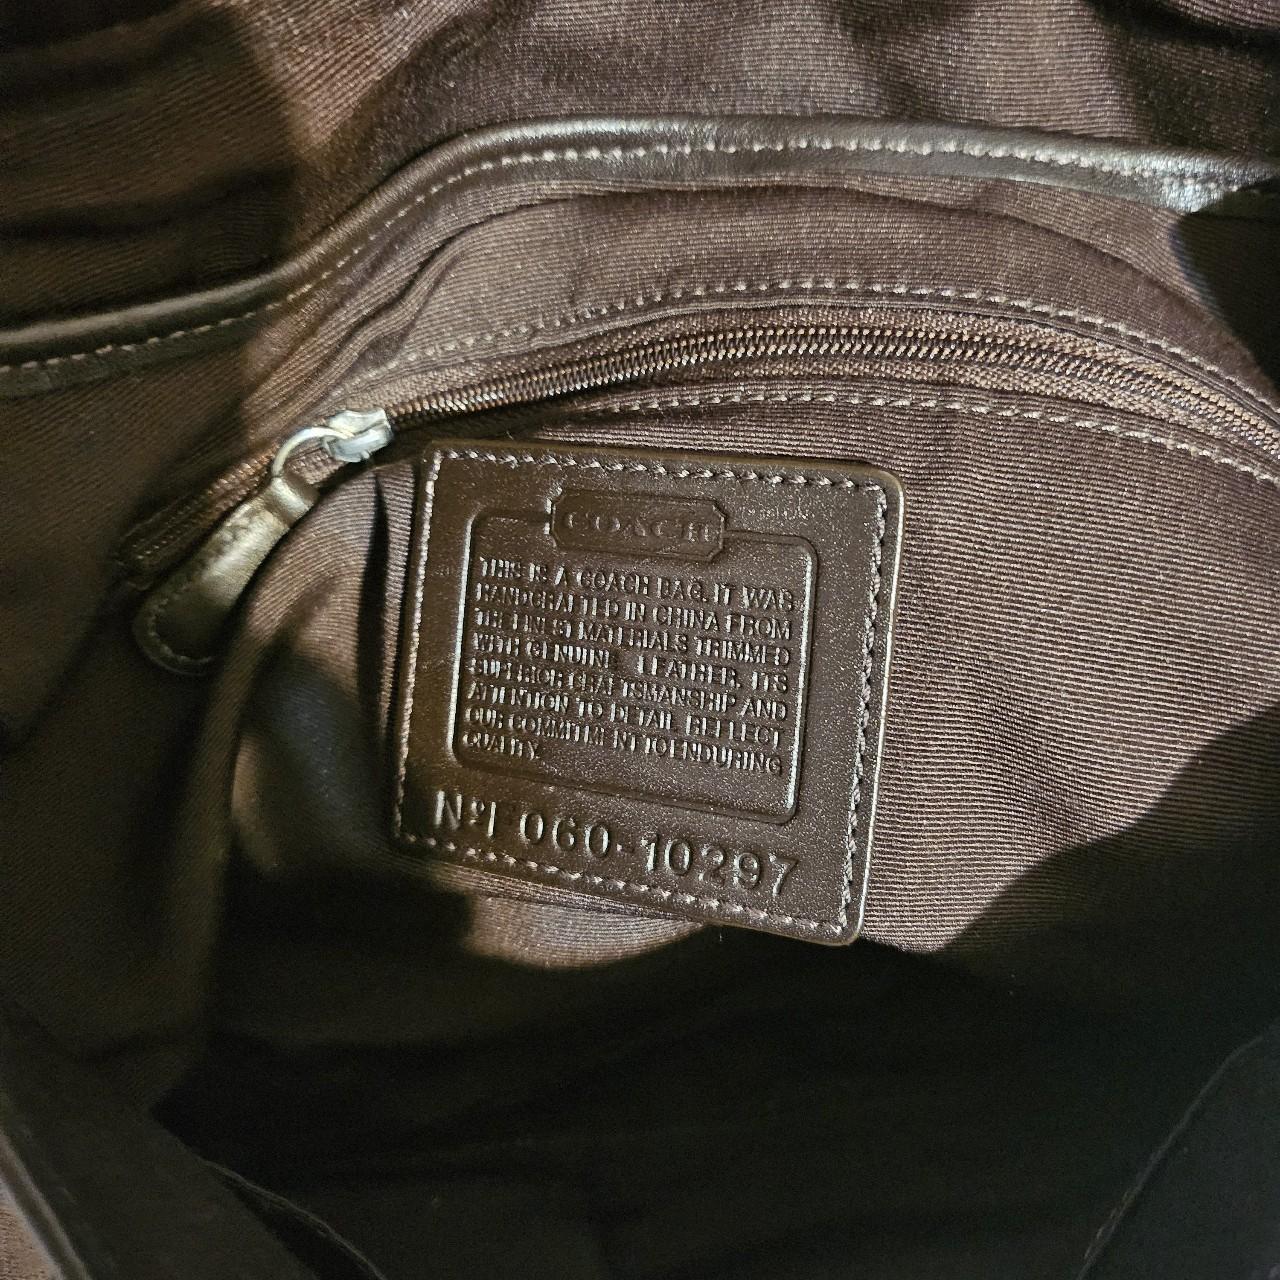 COACH
THIS IS A COACH BAG. IT WAS
HANDCRAFTED IN CHINA FROM
THE FINEST MATERIALS TRIMMED
WITH GENUINE LEATHER. ITS
SUPERIOR CRAFTSMANSHIP AND
ATTENTION TO DETAIL REFLECT
OUR COMMITMENT TO ENDURING
QUALITY.
Nº F060-10297